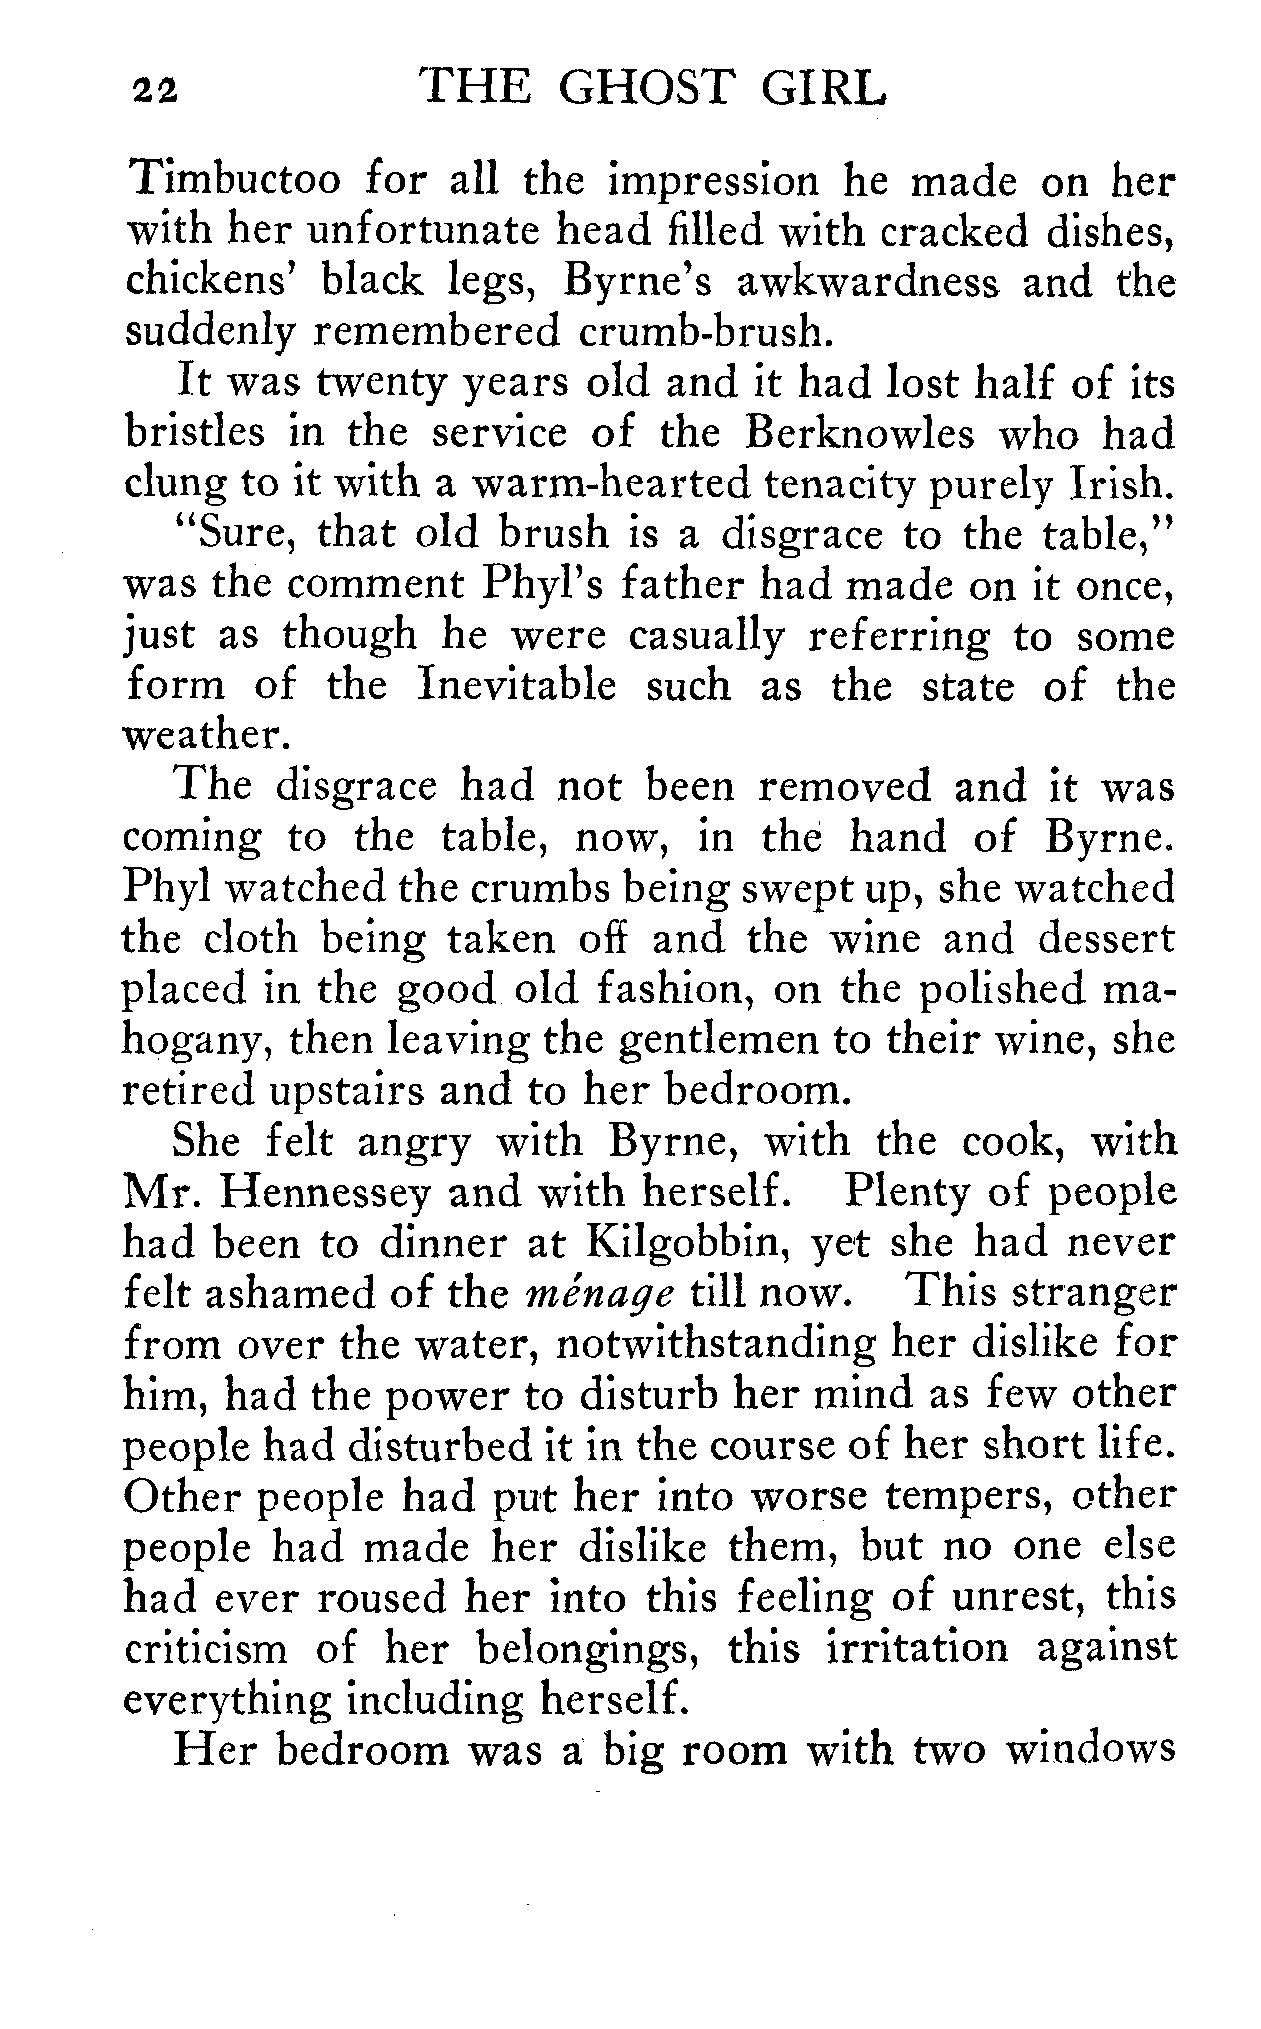 22 THE GHOST GIRL
Timbuctoo for all the impression he made on her
with her unfortunate head filled with cracked dishes,
chickens' black legs, Byrne's awkwardness and the
suddenly remembered crumb-brush.
It was twenty years old and it had lost half of its
bristles in the service of the Berknowles who had
clung to it with a warm-hearted tenacity purely Irish.
"Sure, that old brush is a disgrace to the table,"
was the comment Phyl's father had made on it once,
just as though he were casually referring to some
form of the Inevitable such as the state of the
weather.
The disgrace had not been removed and it was
coming to the table, now, in the hand of Byrne.
Phyl watched the crumbs being swept up, she watched
the cloth being taken off and the wine and dessert
placed in the good old fashion, on the polished ma-
hogany, then leaving the gentlemen to their wine, she
retired upstairs and to her bedroom.
She felt angry with Byrne, with the cook, with
Mr. Hennessey and with herself. Plenty of people
had been to dinner at Kilgobbin, yet she had never
felt ashamed of the ménage till now. This stranger
from over the water, notwithstanding her dislike for
him, had the power to disturb her mind as few other
people had disturbed it in the course of her short life.
Other people had put her into worse tempers, other
people had made her dislike them, but no one else
had ever roused her into this feeling of unrest, this
criticism of her belongings, this irritation against
everything including herself.
Her bedroom was a big room with two windows